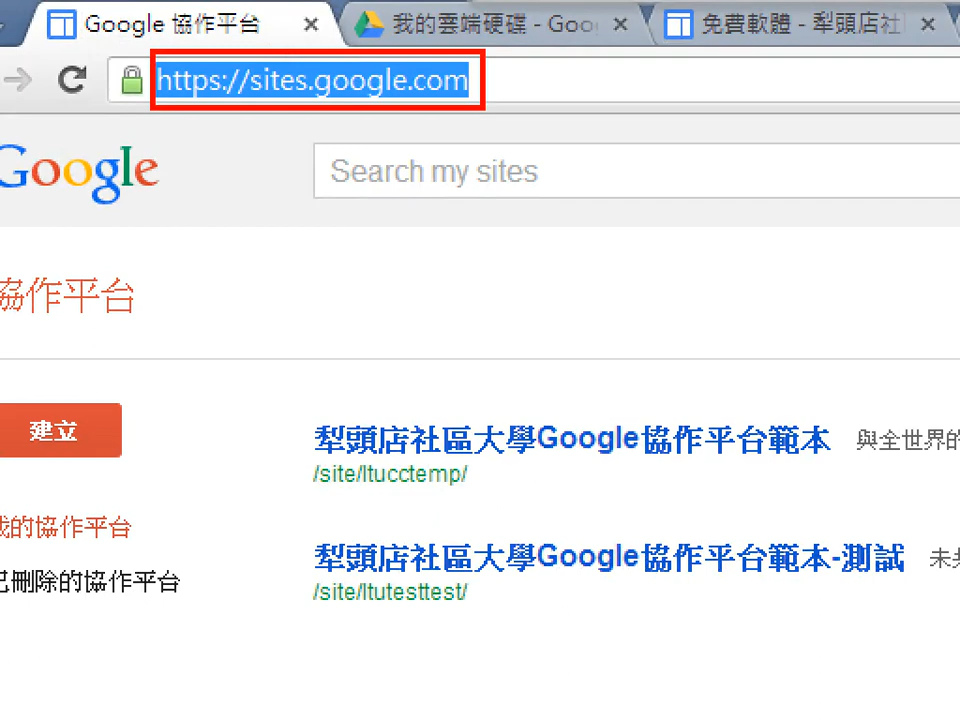 Google 協作平台
我的雲端硬碟 - Goo
免費軟體 - 犁頭店社
https://sites.google.com
Google
Search my sites
協作平台
建立
犁頭店社區大學Google協作平台範本 與全世界的
/site/ltucctemp/
我的協作平台
犁頭店社區大學Google協作平台範本-測試 未共
已刪除的協作平台
/site/ltutesttest/